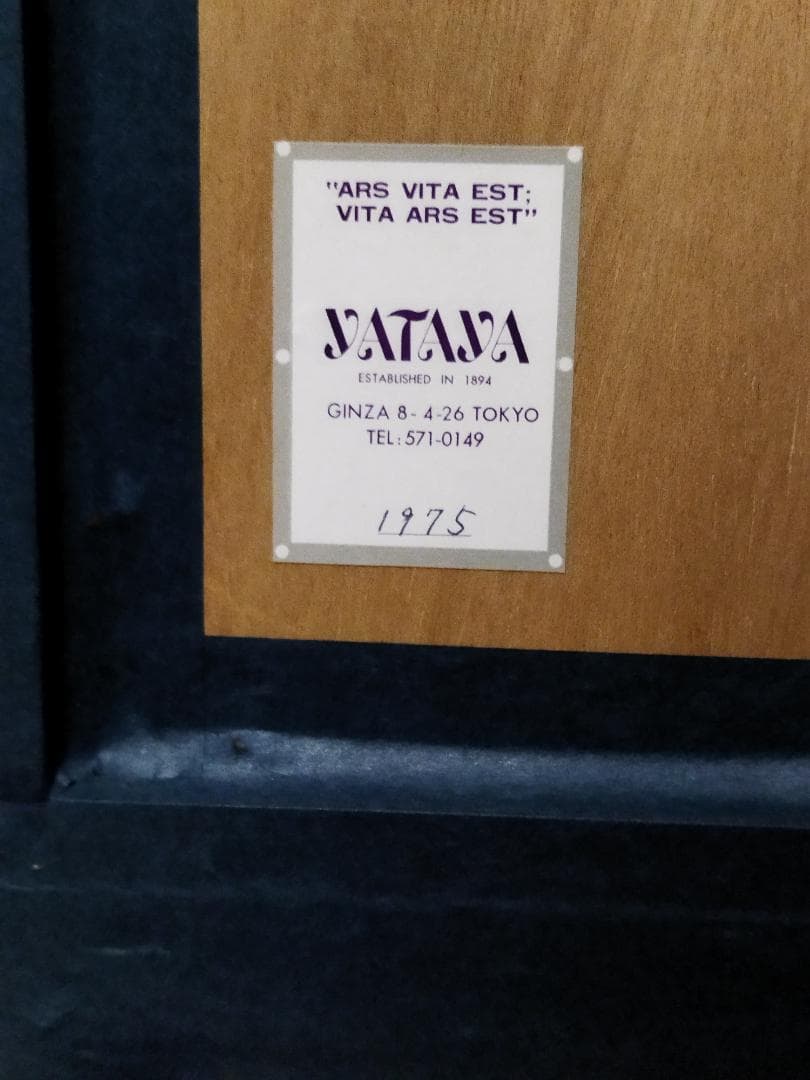 "ARS VITA EST;
VITA ARS EST"
YATAYA
ESTABLISHED IN 1894
GINZA 8-4-26 TOKYO
TEL: 571-0149
1975